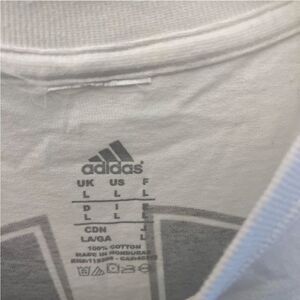 adidas
UK US F
L L L
D I E
L L L
CDN J
LA/GA L
100% COTTON
MADE IN HONDURAS